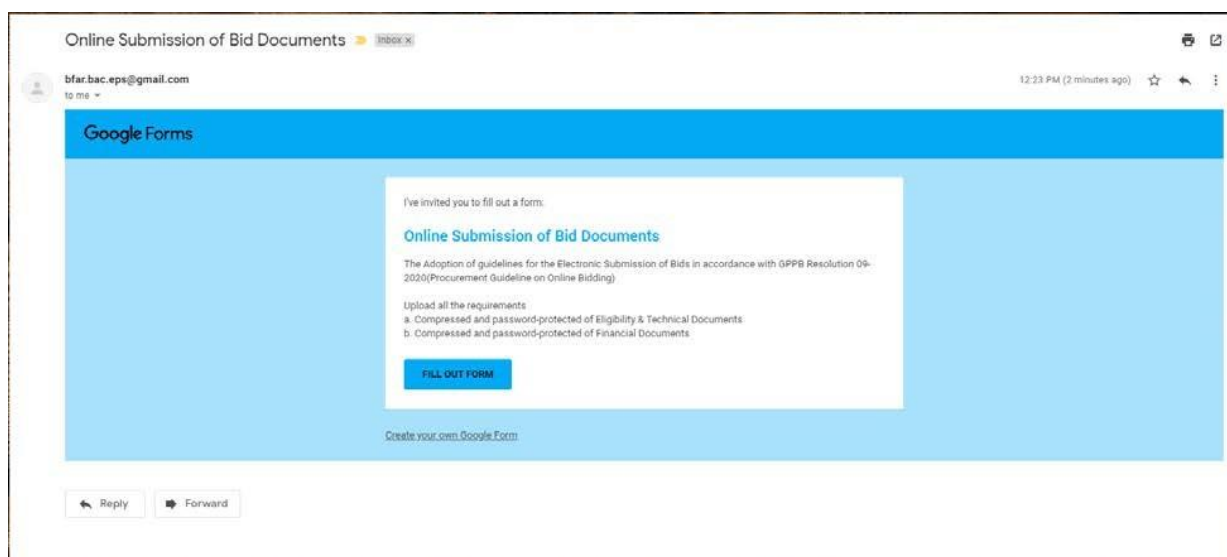 Online Submission of Bid Documents Inbox x
bfar.bac.eps@gmail.com 12:23 PM (2 minutes ago)
to me
Google Forms
I've invited you to fill out a form:
Online Submission of Bid Documents
The Adoption of guidelines for the Electronic Submission of Bids in accordance with GPPB Resolution 09-
2020(Procurement Guideline on Online Bidding)
Upload all the requirements
a. Compressed and password-protected of Eligibility & Technical Documents
b. Compressed and password-protected of Financial Documents
FILL OUT FORM
Create your own Google Form
Reply Forward